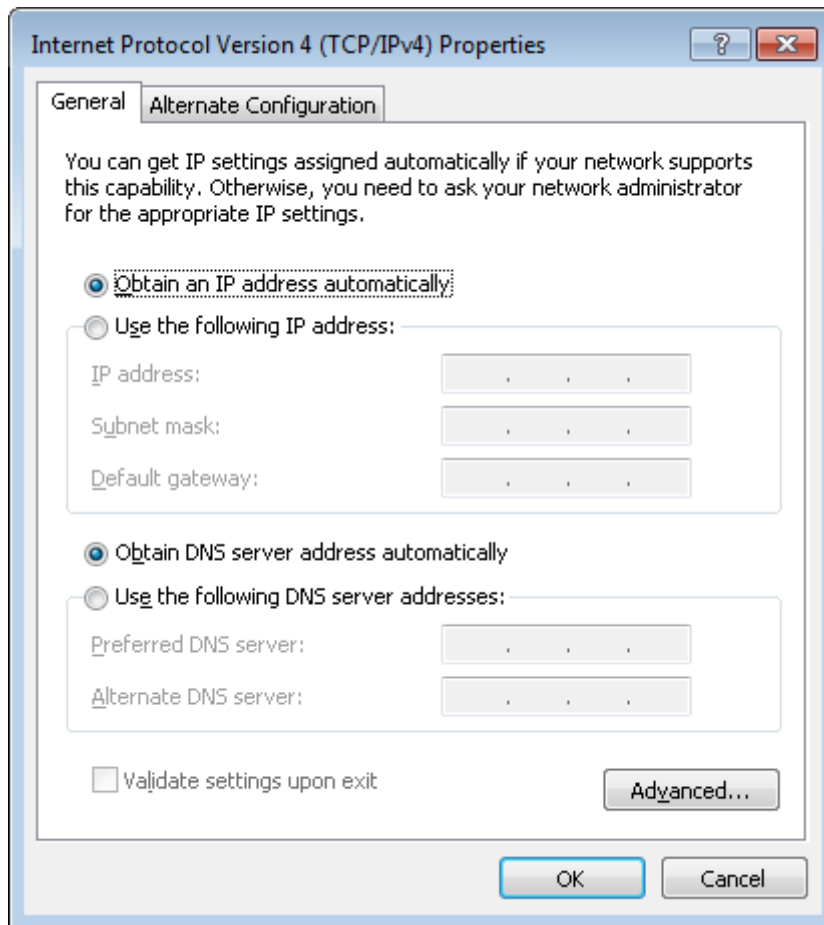 Internet Protocol Version 4 (TCP/IPv4) Properties
?
General
Alternate Configuration
You can get IP settings assigned automatically if your network supports
this capability. Otherwise, you need to ask your network administrator
for the appropriate IP settings.
Obtain an IP address automatically
Use the following IP address:
IP address:
. . .
Subnet mask:
. . .
Default gateway:
. . .
Obtain DNS server address automatically
Use the following DNS server addresses:
Preferred DNS server:
. . .
Alternate DNS server:
. . .
Validate settings upon exit
Advanced...
OK
Cancel